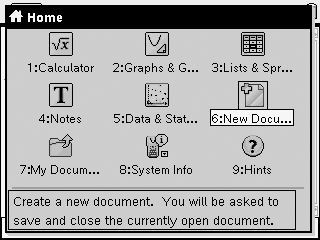 Home
√x
1:Calculator 2:Graphs & G... 3:Lists & Spr...
T
4:Notes 5:Data & Stat... 6:New Docu...
7:My Docum... 8:System Info 9:Hints
Create a new document. You will be asked to
save and close the currently open document.